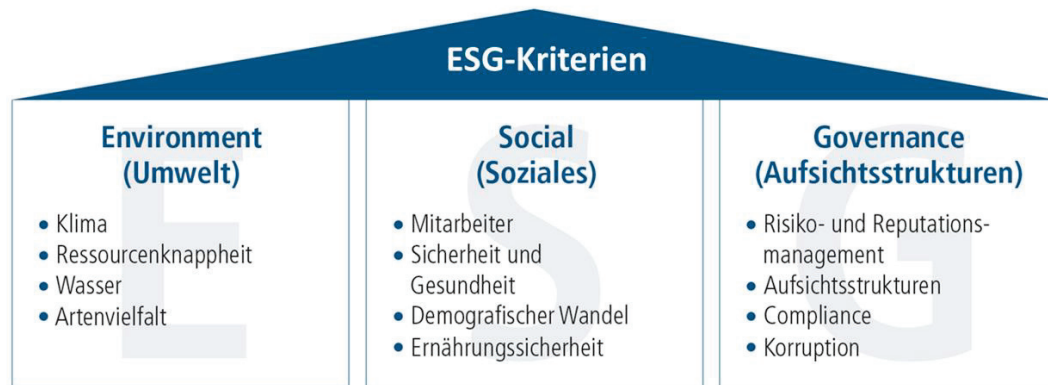 ESG-Kriterien
Environment
(Umwelt)
• Klima
• Ressourcenknappheit
• Wasser
• Artenvielfalt
Social
(Soziales)
• Mitarbeiter
• Sicherheit und
Gesundheit
• Demografischer Wandel
• Ernährungssicherheit
Governance
(Aufsichtsstrukturen)
• Risiko- und Reputations-
management
• Aufsichtsstrukturen
• Compliance
• Korruption
E
S
G